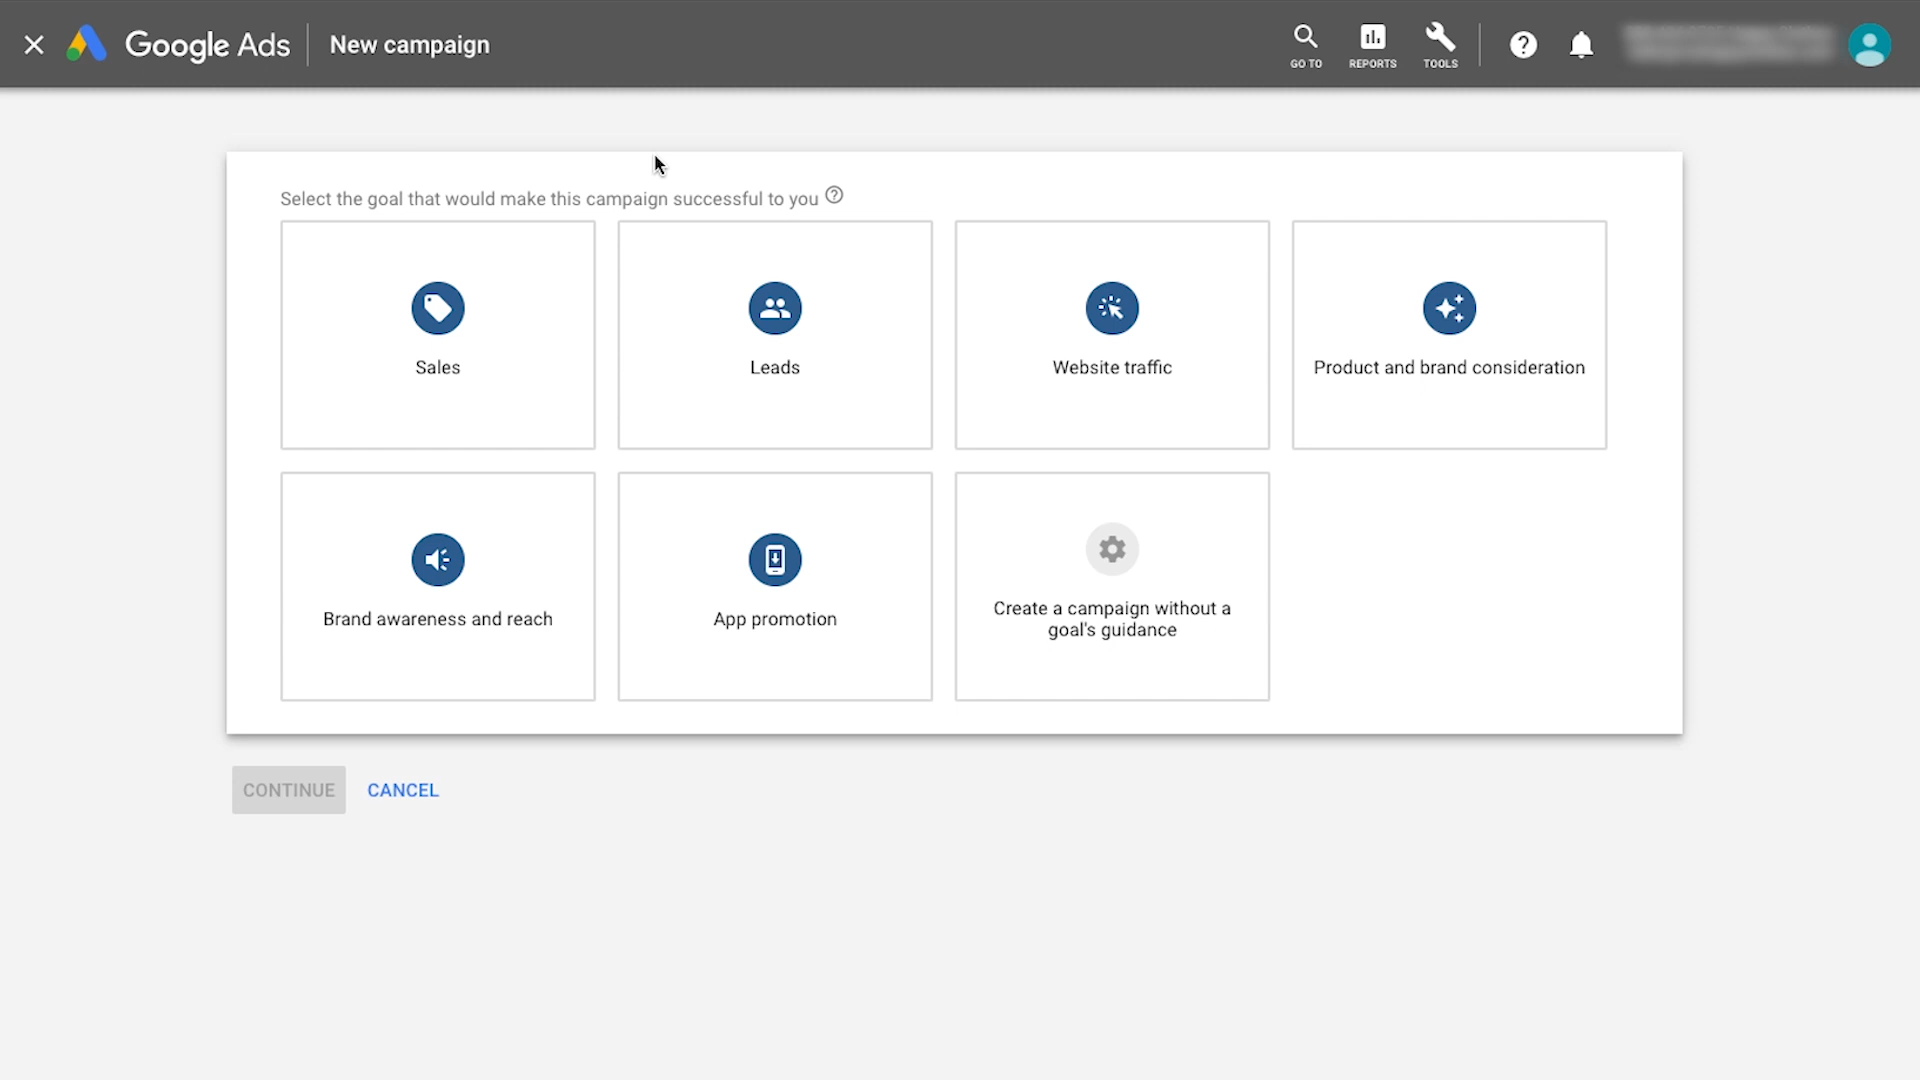 Google Ads
New campaign
GO TO
REPORTS
TOOLS
Select the goal that would make this campaign successful to you
Sales
Leads
Website traffic
Product and brand consideration
Brand awareness and reach
App promotion
Create a campaign without a
goal's guidance
CONTINUE
CANCEL